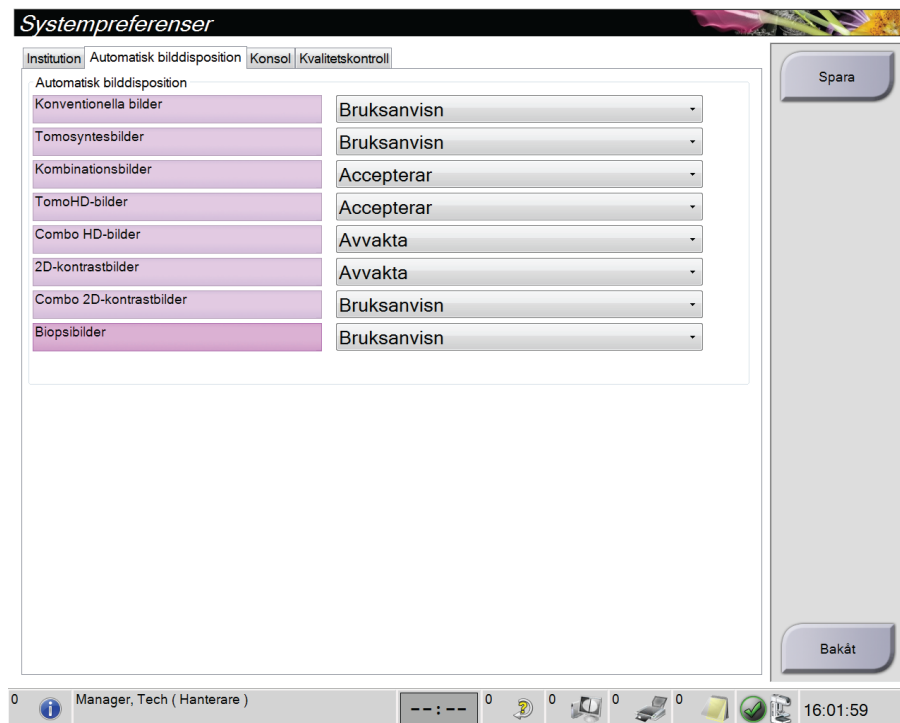 Systempreferenser
Institution Automatisk bilddisposition Konsol Kvalitetskontroll
Spara
Automatisk bilddisposition
Konventionella bilder Bruksanvisn
Tomosyntesbilder Bruksanvisn
Kombinationsbilder Accepterar
TomoHD-bilder Accepterar
Combo HD-bilder Avvakta
2D-kontrastbilder Avvakta
Combo 2D-kontrastbilder Bruksanvisn
Biopsibilder Bruksanvisn
Bakåt
0 Manager, Tech ( Hanterare ) --:-- 0 0 0 0 16:01:59